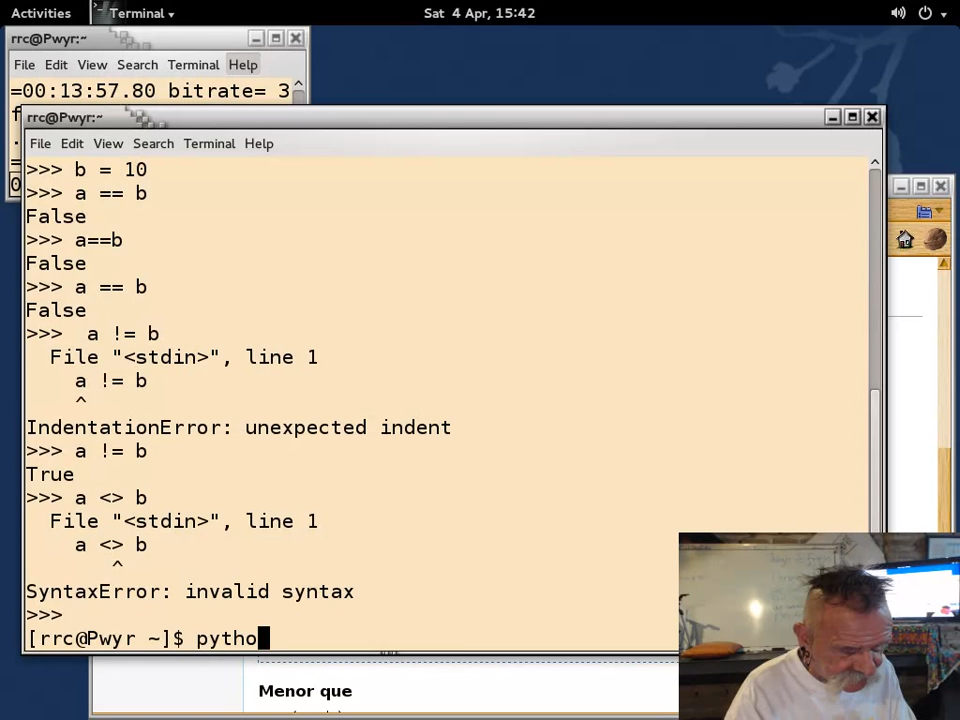 Activities Terminal Sat 4 Apr, 15:42
rrc@Pwyr:~
File Edit View Search Terminal Help
=00:13:57.80 bitrate= 3
rrc@Pwyr:~
File Edit View Search Terminal Help
>>> b = 10
>>> a == b
False
>>> a==b
False
>>> a == b
False
>>>  a != b
  File "<stdin>", line 1
    a != b
    ^
IndentationError: unexpected indent
>>> a != b
True
>>> a <> b
  File "<stdin>", line 1
    a <> b
       ^
SyntaxError: invalid syntax
>>>
[rrc@Pwyr ~]$ pytho
Menor que